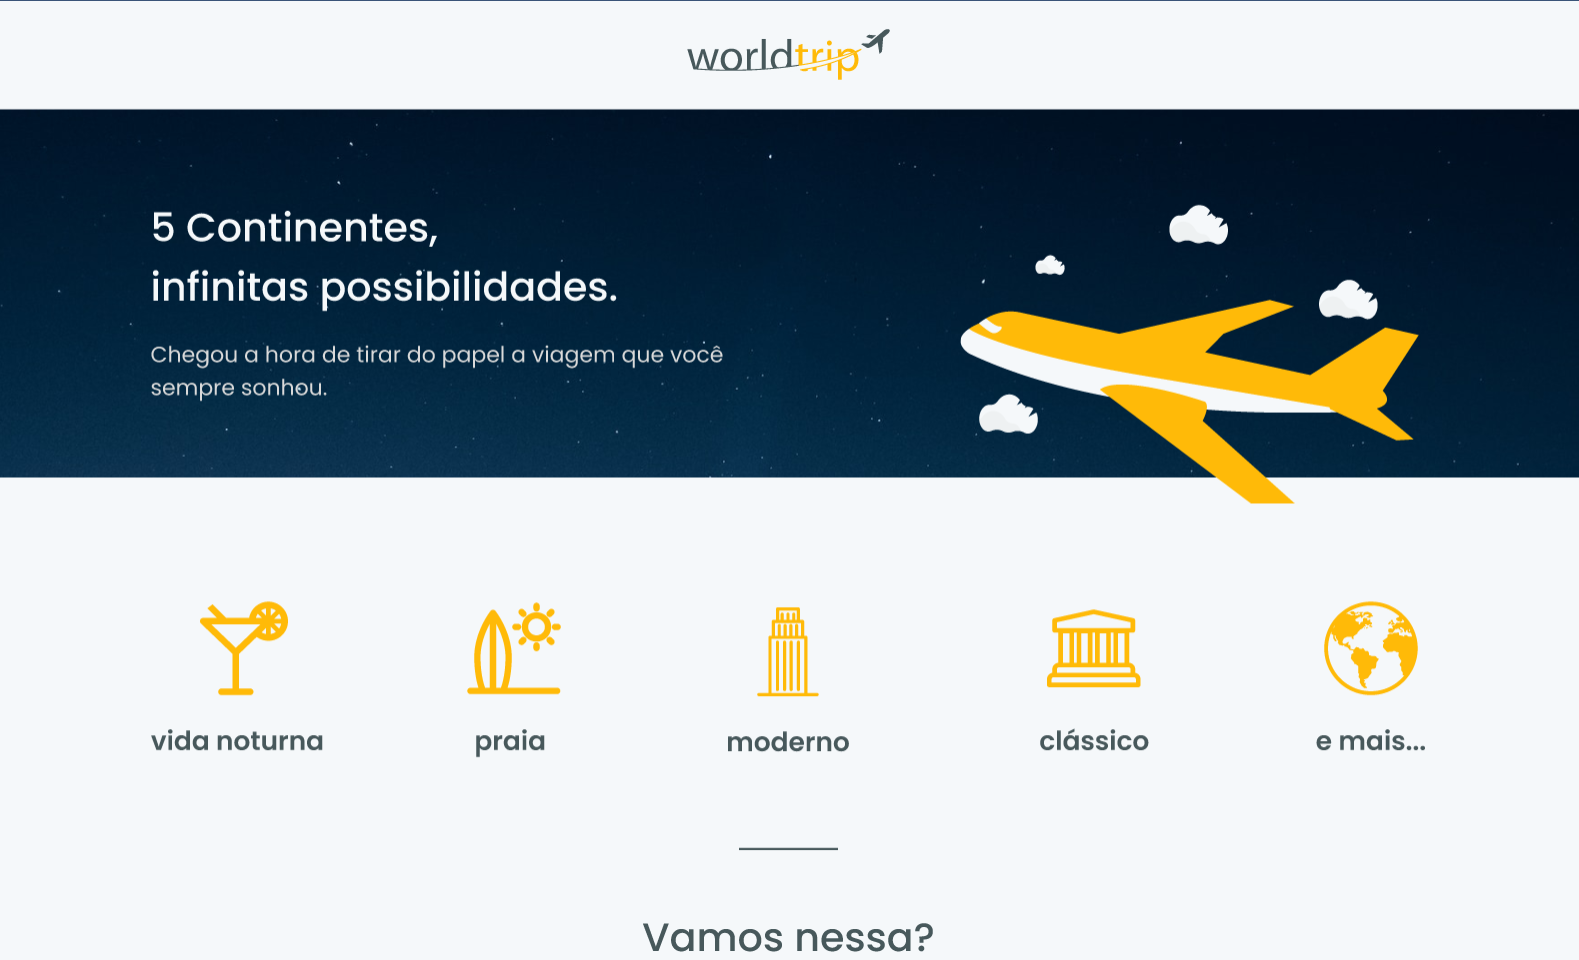 worldtrip
5 Continentes,
infinitas possibilidades.
Chegou a hora de tirar do papel a viagem que você
sempre sonhou.
vida noturna
praia
moderno
clássico
e mais...
Vamos nessa?